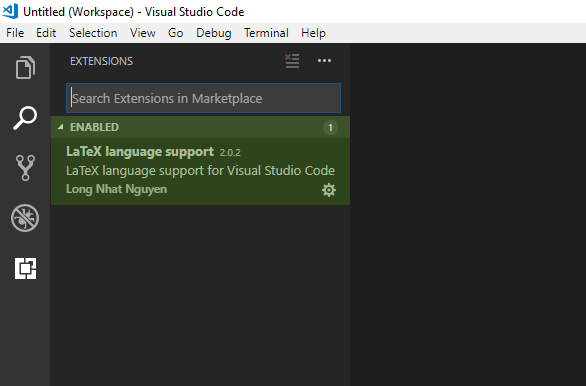 Untitled (Workspace) - Visual Studio Code
File Edit Selection View Go Debug Terminal Help
EXTENSIONS
Search Extensions in Marketplace
ENABLED 1
LaTeX language support 2.0.2
LaTeX language support for Visual Studio Code
Long Nhat Nguyen